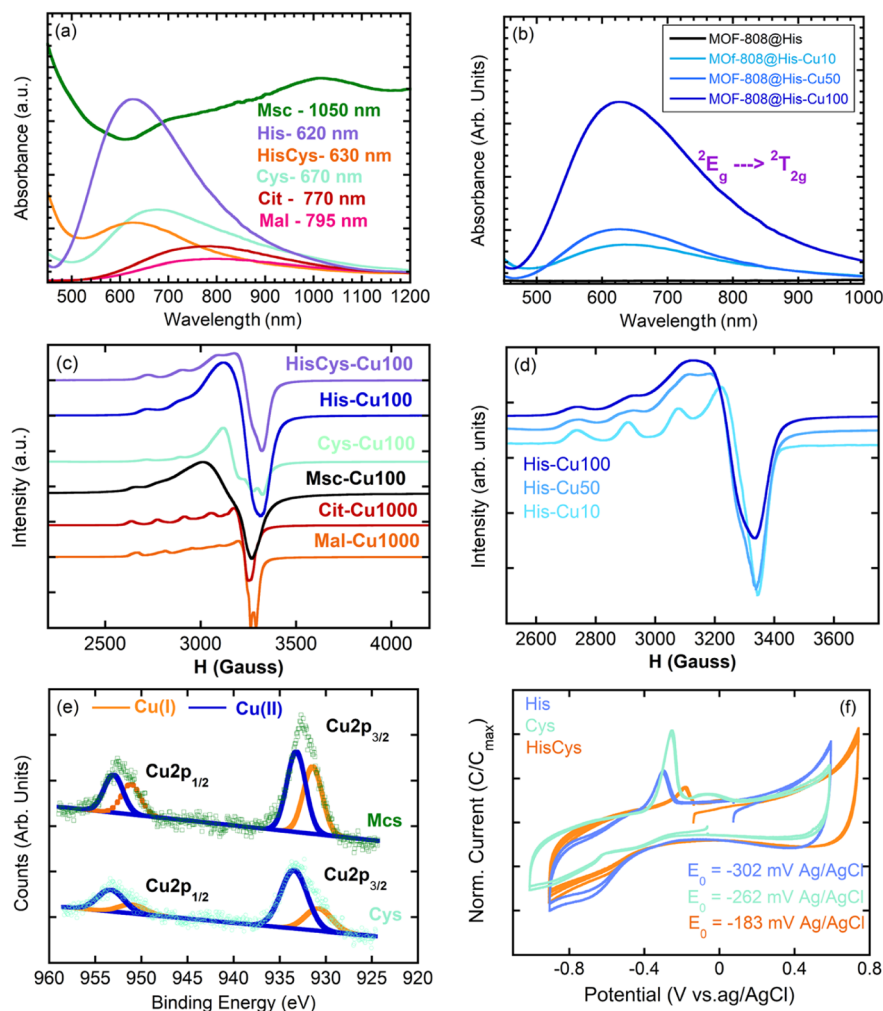 (a)
Msc - 1050 nm
His- 620 nm
HisCys- 630 nm
Cys- 670 nm
Cit - 770 nm
Mal - 795 nm
Absorbance (a.u.)
500 600 700 800 900 1000 1100 1200
Wavelength (nm)
(b)
MOF-808@His
MOf-808@His-Cu10
MOF-808@His-Cu50
MOF-808@His-Cu100
²E_g ---> ²T_2g
Absorbance (Arb. Units)
500 600 700 800 900 1000
Wavelength (nm)
(c)
HisCys-Cu100
His-Cu100
Cys-Cu100
Msc-Cu100
Cit-Cu1000
Mal-Cu1000
Intensity (a.u.)
2500 3000 3500 4000
H (Gauss)
(d)
His-Cu100
His-Cu50
His-Cu10
Intensity (arb. units)
2600 2800 3000 3200 3400 3600
H (Gauss)
(e)
Cu(I) Cu(II)
Cu2p3/2
Cu2p1/2
Mcs
Cu2p1/2
Cu2p3/2
Cys
Counts (Arb. Units)
960 955 950 945 940 935 930 925 920
Binding Energy (eV)
His
Cys
HisCys
(f)
E0 = -302 mV Ag/AgCl
E0 = -262 mV Ag/AgCl
E0 = -183 mV Ag/AgCl
Norm. Current (C/Cmax)
-0.8 -0.4 0 0.4 0.8
Potential (V vs.ag/AgCl)